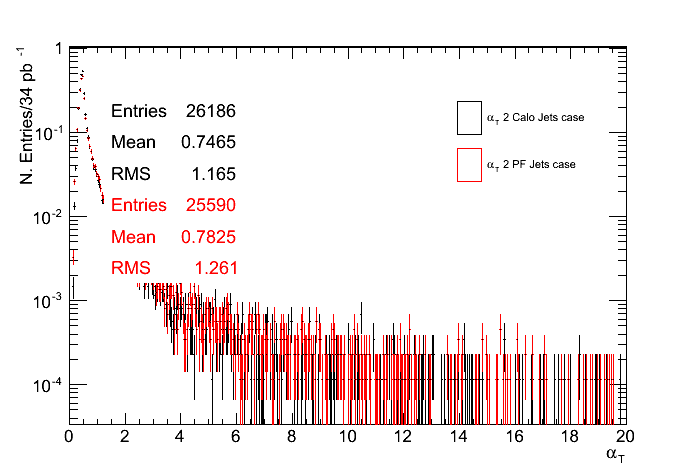 N. Entries/34 pb⁻¹
1
10⁻¹
10⁻²
10⁻³
10⁻⁴
Entries 26186
Mean 0.7465
RMS 1.165
Entries 25590
Mean 0.7825
RMS 1.261
α_T 2 Calo Jets case
α_T 2 PF Jets case
0 2 4 6 8 10 12 14 16 18 20
α_T